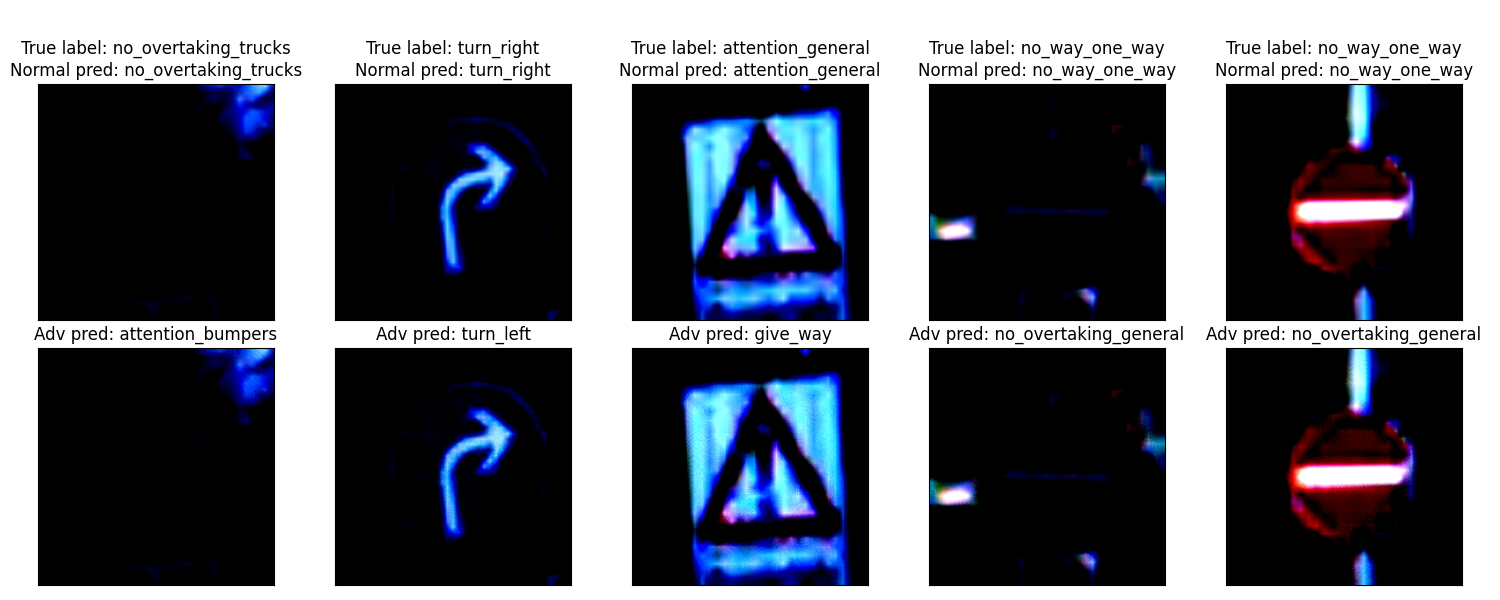 True label: no_overtaking_trucks
Normal pred: no_overtaking_trucks
True label: turn_right
Normal pred: turn_right
True label: attention_general
Normal pred: attention_general
True label: no_way_one_way
Normal pred: no_way_one_way
True label: no_way_one_way
Normal pred: no_way_one_way
Adv pred: attention_bumpers
Adv pred: turn_left
Adv pred: give_way
Adv pred: no_overtaking_general
Adv pred: no_overtaking_general